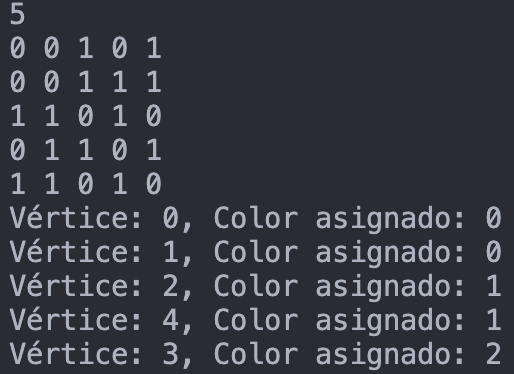 5
0 0 1 0 1
0 0 1 1 1
1 1 0 1 0
0 1 1 0 1
1 1 0 1 0
Vértice: 0, Color asignado: 0
Vértice: 1, Color asignado: 0
Vértice: 2, Color asignado: 1
Vértice: 4, Color asignado: 1
Vértice: 3, Color asignado: 2